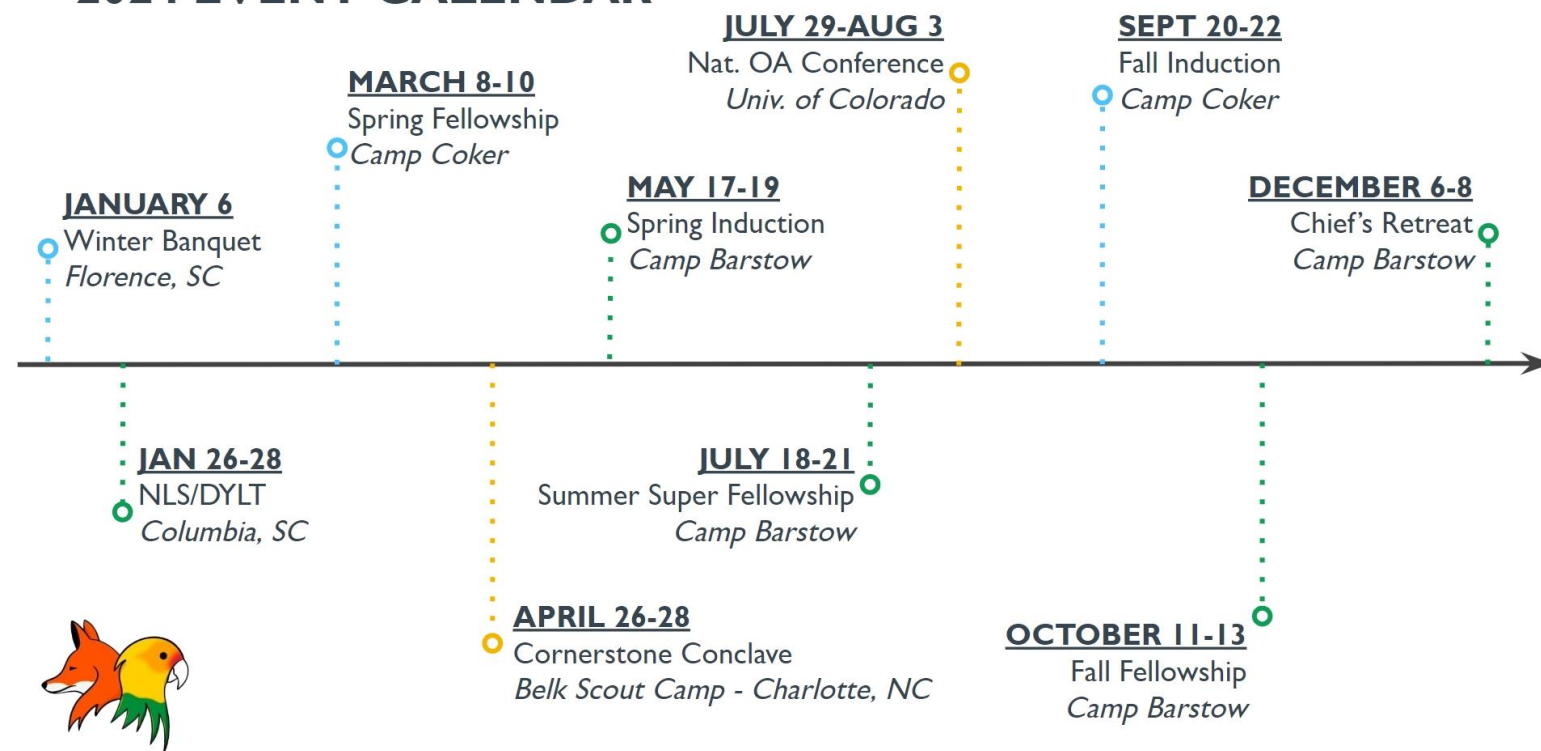 2024 EVENT CALENDAR
JANUARY 6
Winter Banquet
Florence, SC
JAN 26-28
NLS/DYLT
Columbia, SC
MARCH 8-10
Spring Fellowship
Camp Coker
APRIL 26-28
Cornerstone Conclave
Belk Scout Camp - Charlotte, NC
MAY 17-19
Spring Induction
Camp Barstow
JULY 18-21
Summer Super Fellowship
Camp Barstow
JULY 29-AUG 3
Nat. OA Conference
Univ. of Colorado
SEPT 20-22
Fall Induction
Camp Coker
OCTOBER 11-13
Fall Fellowship
Camp Barstow
DECEMBER 6-8
Chief's Retreat
Camp Barstow